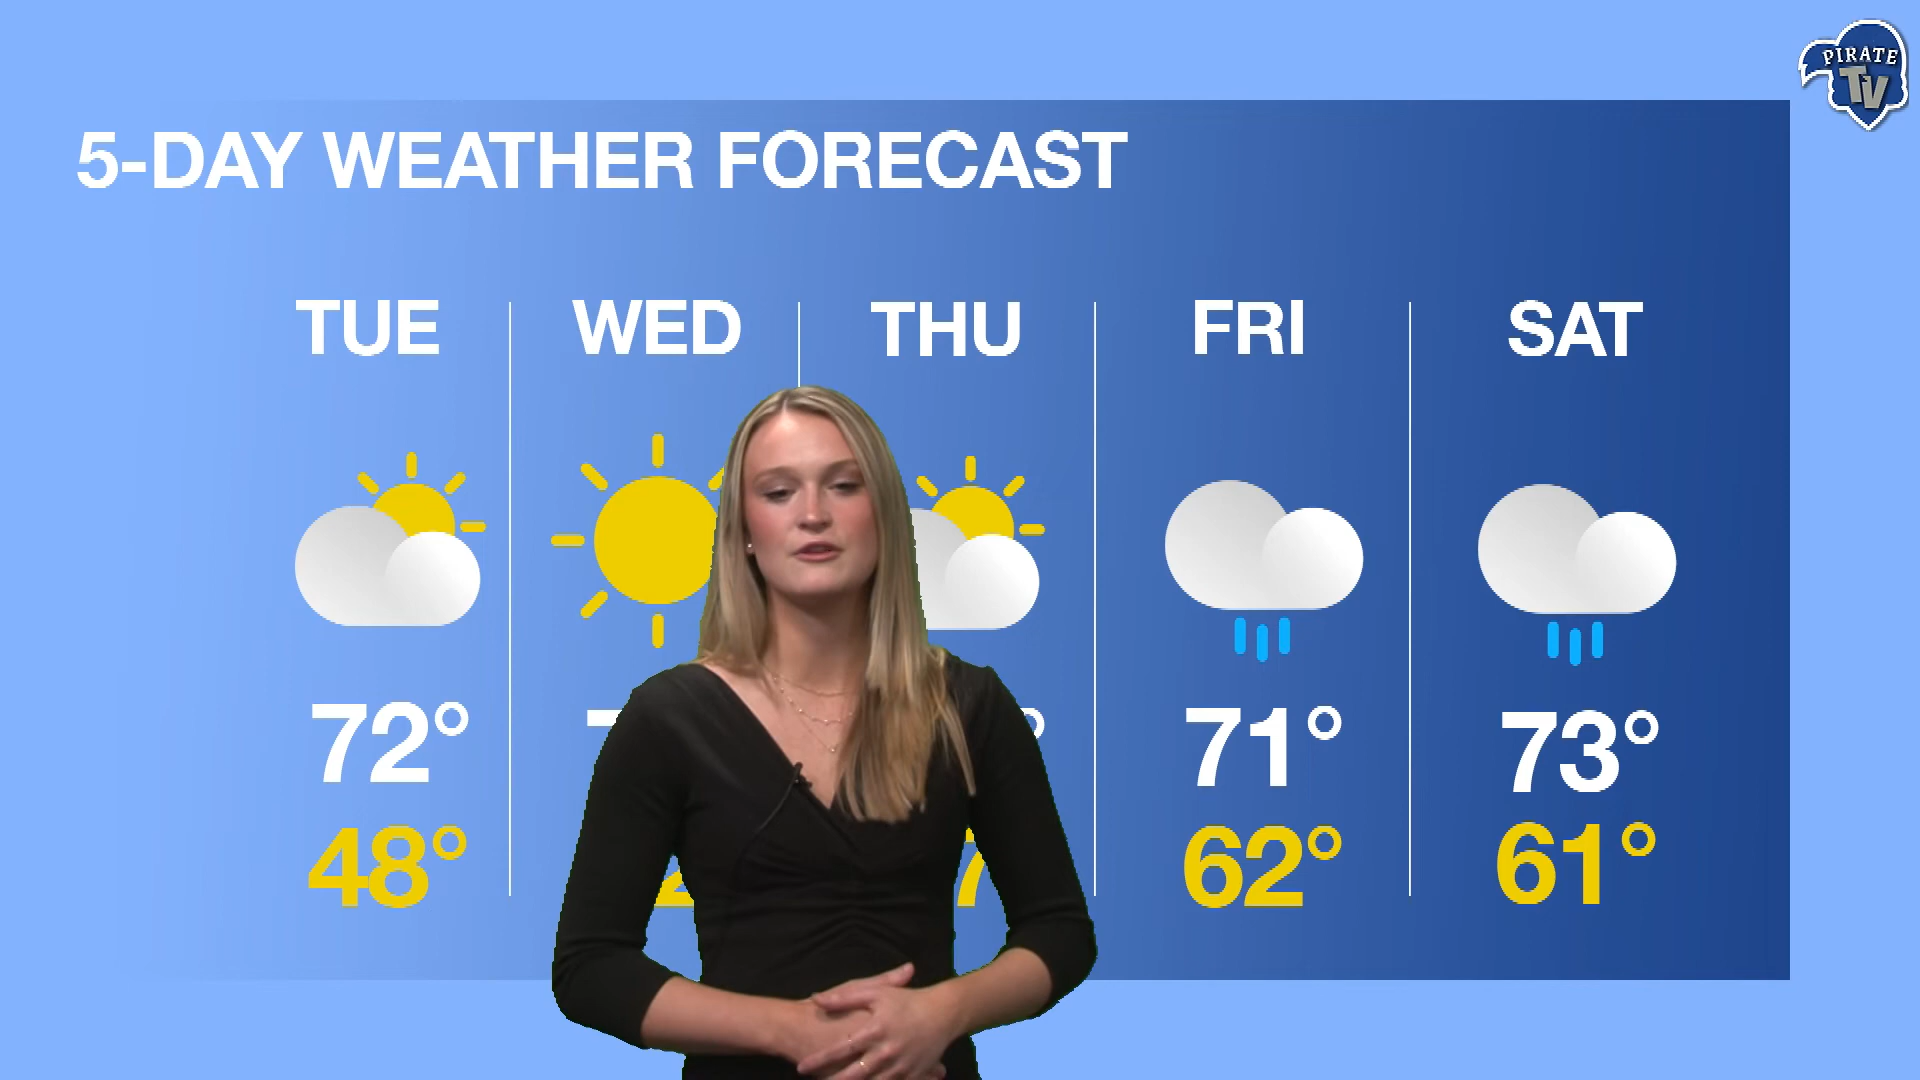 PIRATE
TV
5-DAY WEATHER FORECAST
TUE WED THU FRI SAT
72° 71° 73°
48° 62° 61°